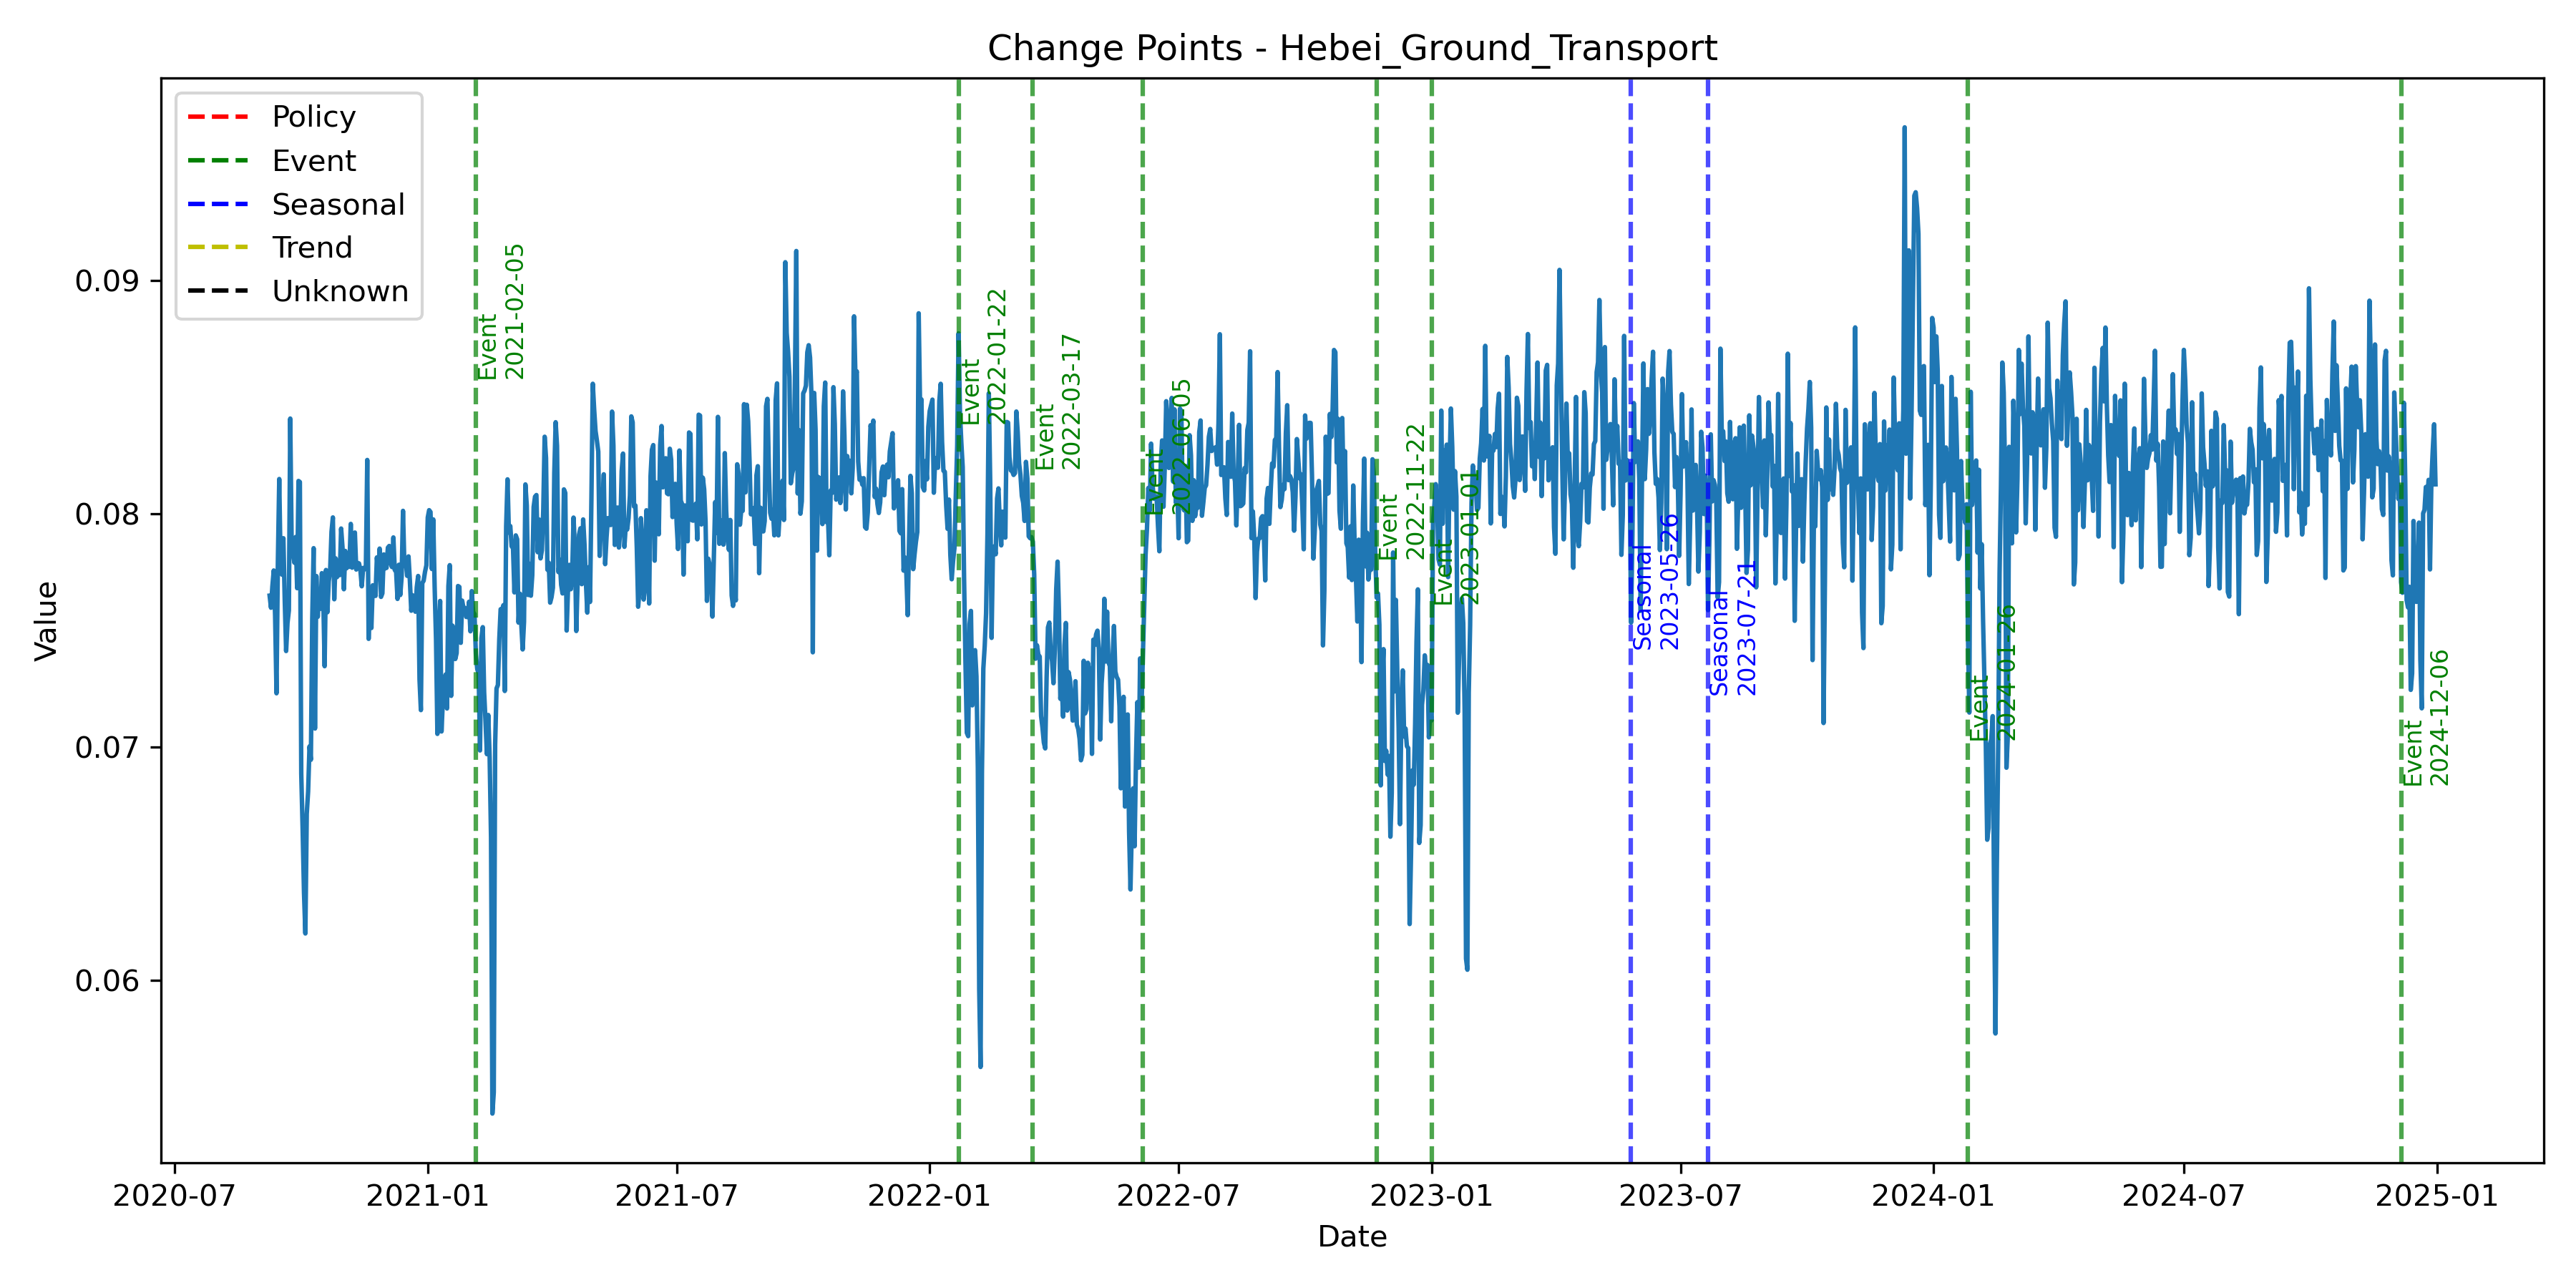 Change Points - Hebei_Ground_Transport
Policy
Event
Seasonal
Trend
Unknown
Event
2021-02-05
Event
2022-01-22
Event
2022-03-17
Event
2022-06-05
Event
2022-11-22
Event
2023-01-01
Seasonal
2023-05-26
Seasonal
2023-07-21
Event
2024-01-26
Event
2024-12-06
Value
0.09
0.08
0.07
0.06
2020-07
2021-01
2021-07
2022-01
2022-07
2023-01
2023-07
2024-01
2024-07
2025-01
Date